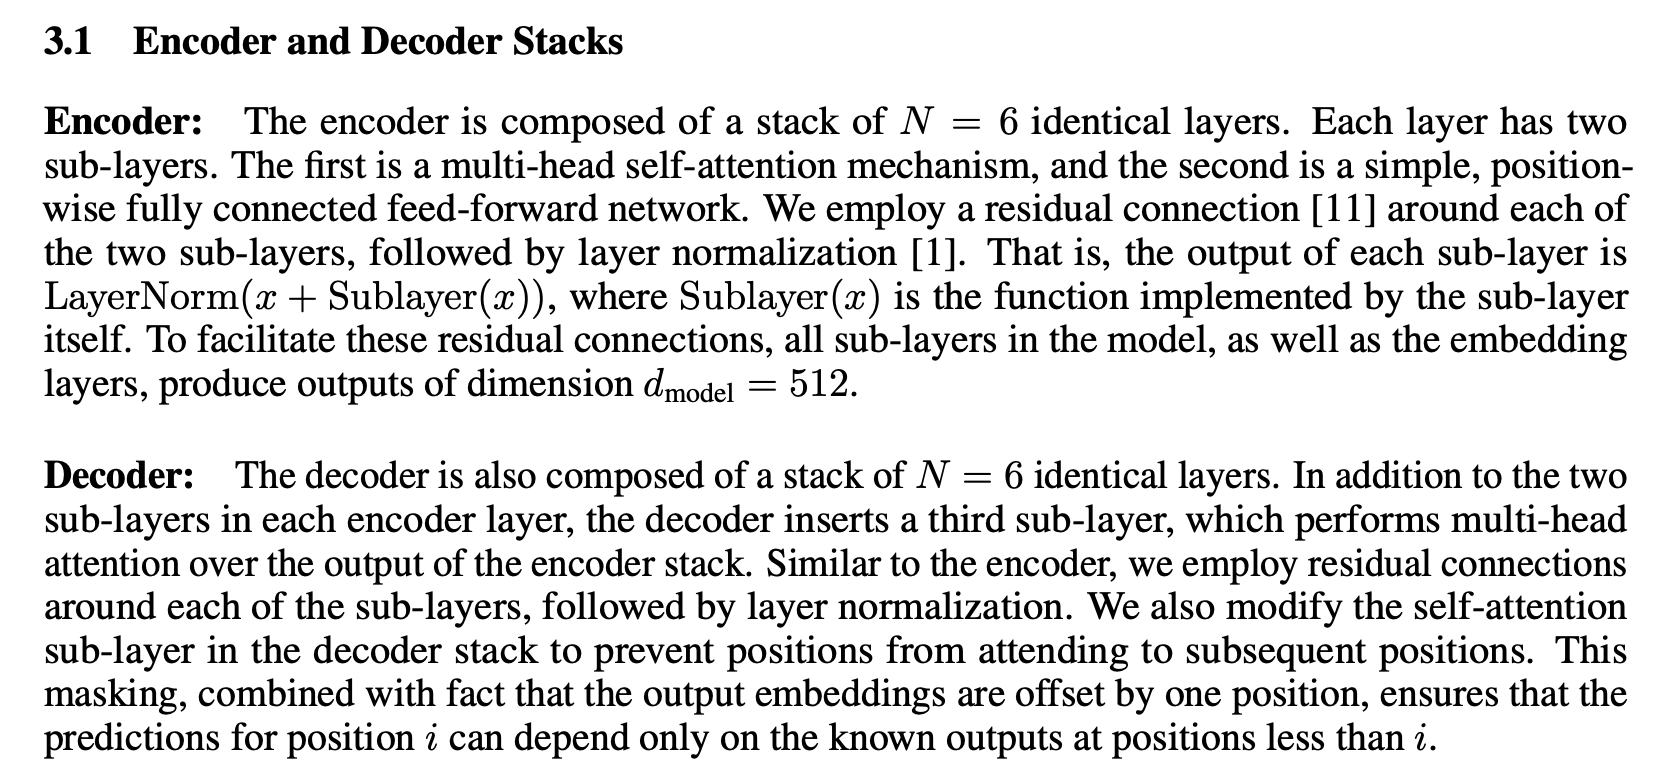 3.1 Encoder and Decoder Stacks
Encoder: The encoder is composed of a stack of N = 6 identical layers. Each layer has two
sub-layers. The first is a multi-head self-attention mechanism, and the second is a simple, position-
wise fully connected feed-forward network. We employ a residual connection [11] around each of
the two sub-layers, followed by layer normalization [1]. That is, the output of each sub-layer is
LayerNorm(x + Sublayer(x)), where Sublayer(x) is the function implemented by the sub-layer
itself. To facilitate these residual connections, all sub-layers in the model, as well as the embedding
layers, produce outputs of dimension d_model = 512.
Decoder: The decoder is also composed of a stack of N = 6 identical layers. In addition to the two
sub-layers in each encoder layer, the decoder inserts a third sub-layer, which performs multi-head
attention over the output of the encoder stack. Similar to the encoder, we employ residual connections
around each of the sub-layers, followed by layer normalization. We also modify the self-attention
sub-layer in the decoder stack to prevent positions from attending to subsequent positions. This
masking, combined with fact that the output embeddings are offset by one position, ensures that the
predictions for position i can depend only on the known outputs at positions less than i.